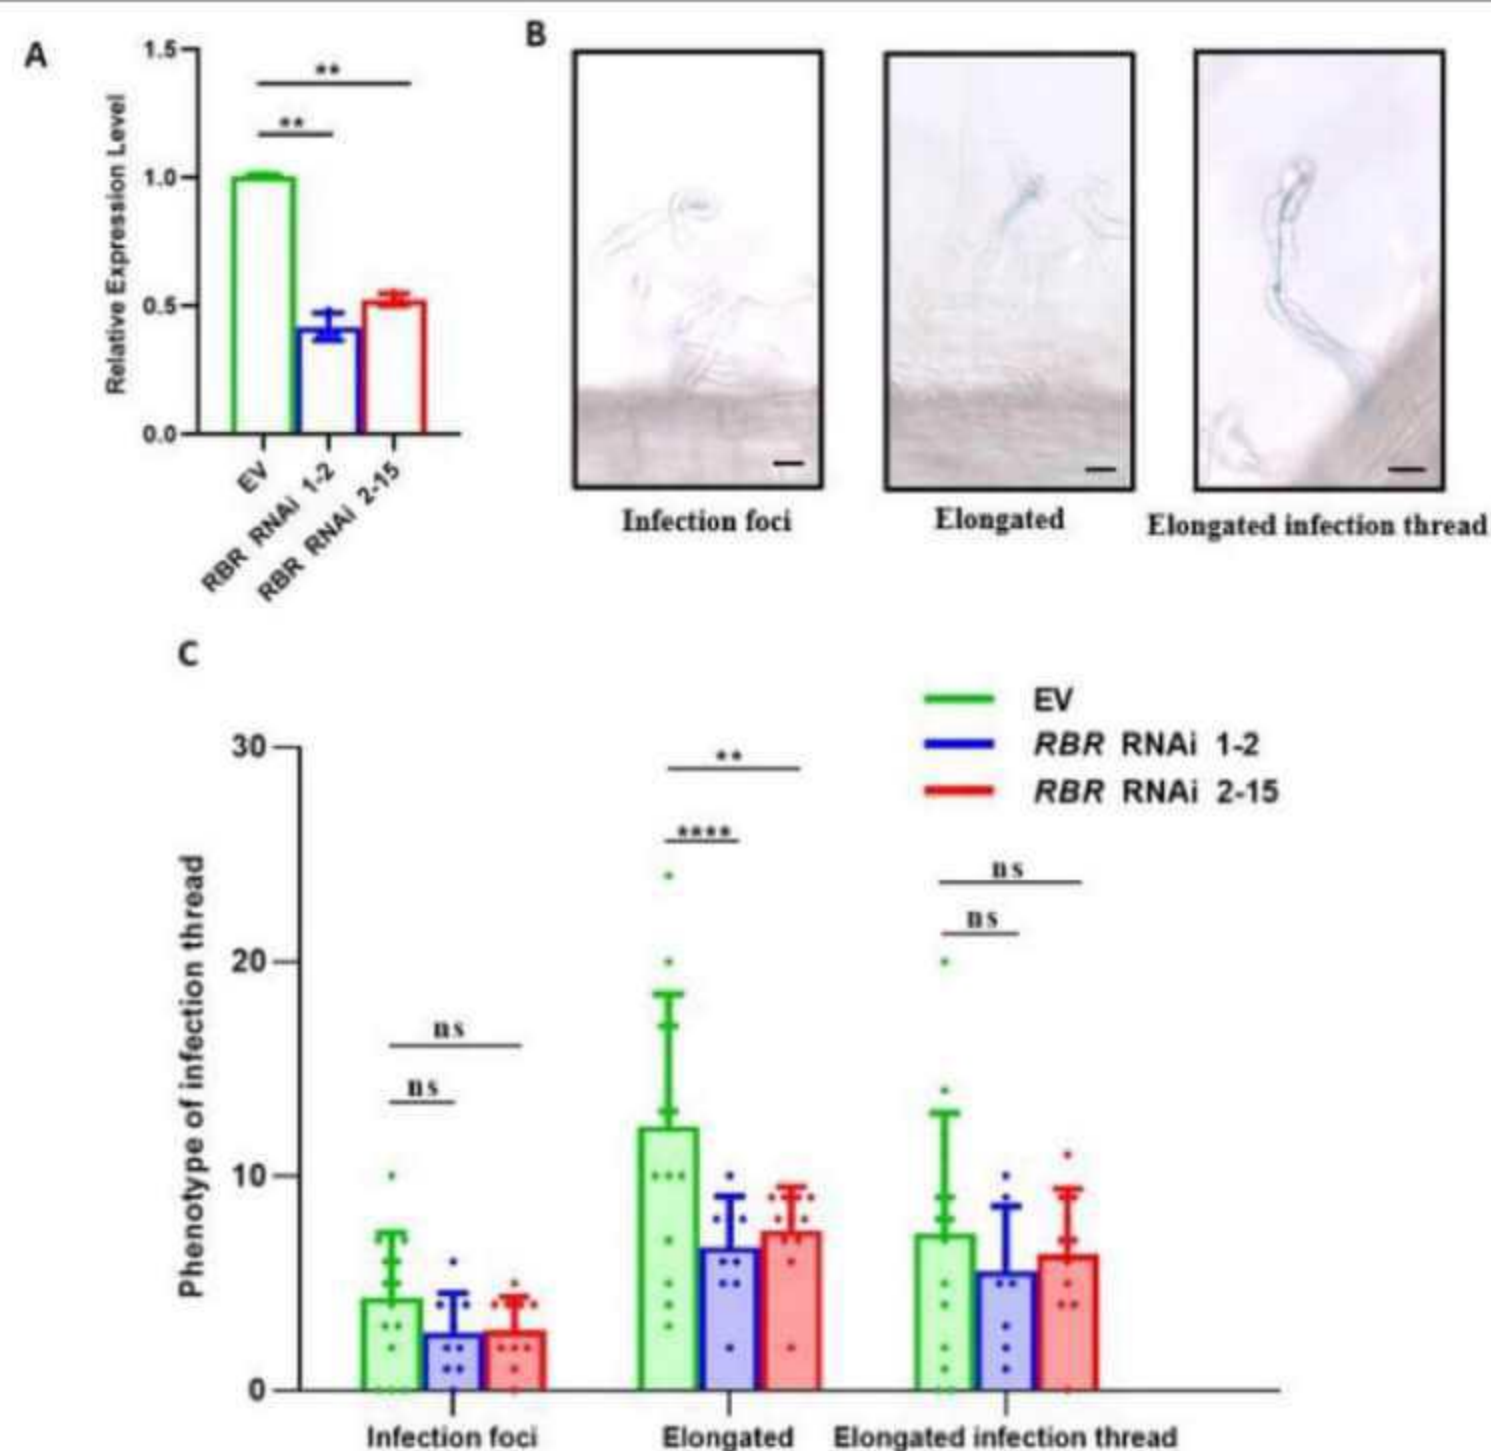 A
1.5
1.0
0.5
0.0
Relative Expression Level
**
**
EV
RBR RNAi 1-2
RBR RNAi 2-15
B
Infection foci
Elongated
Elongated infection thread
C
EV
RBR RNAi 1-2
RBR RNAi 2-15
30
20
10
0
Phenotype of infection thread
ns
ns
**
****
ns
ns
Infection foci
Elongated
Elongated infection thread